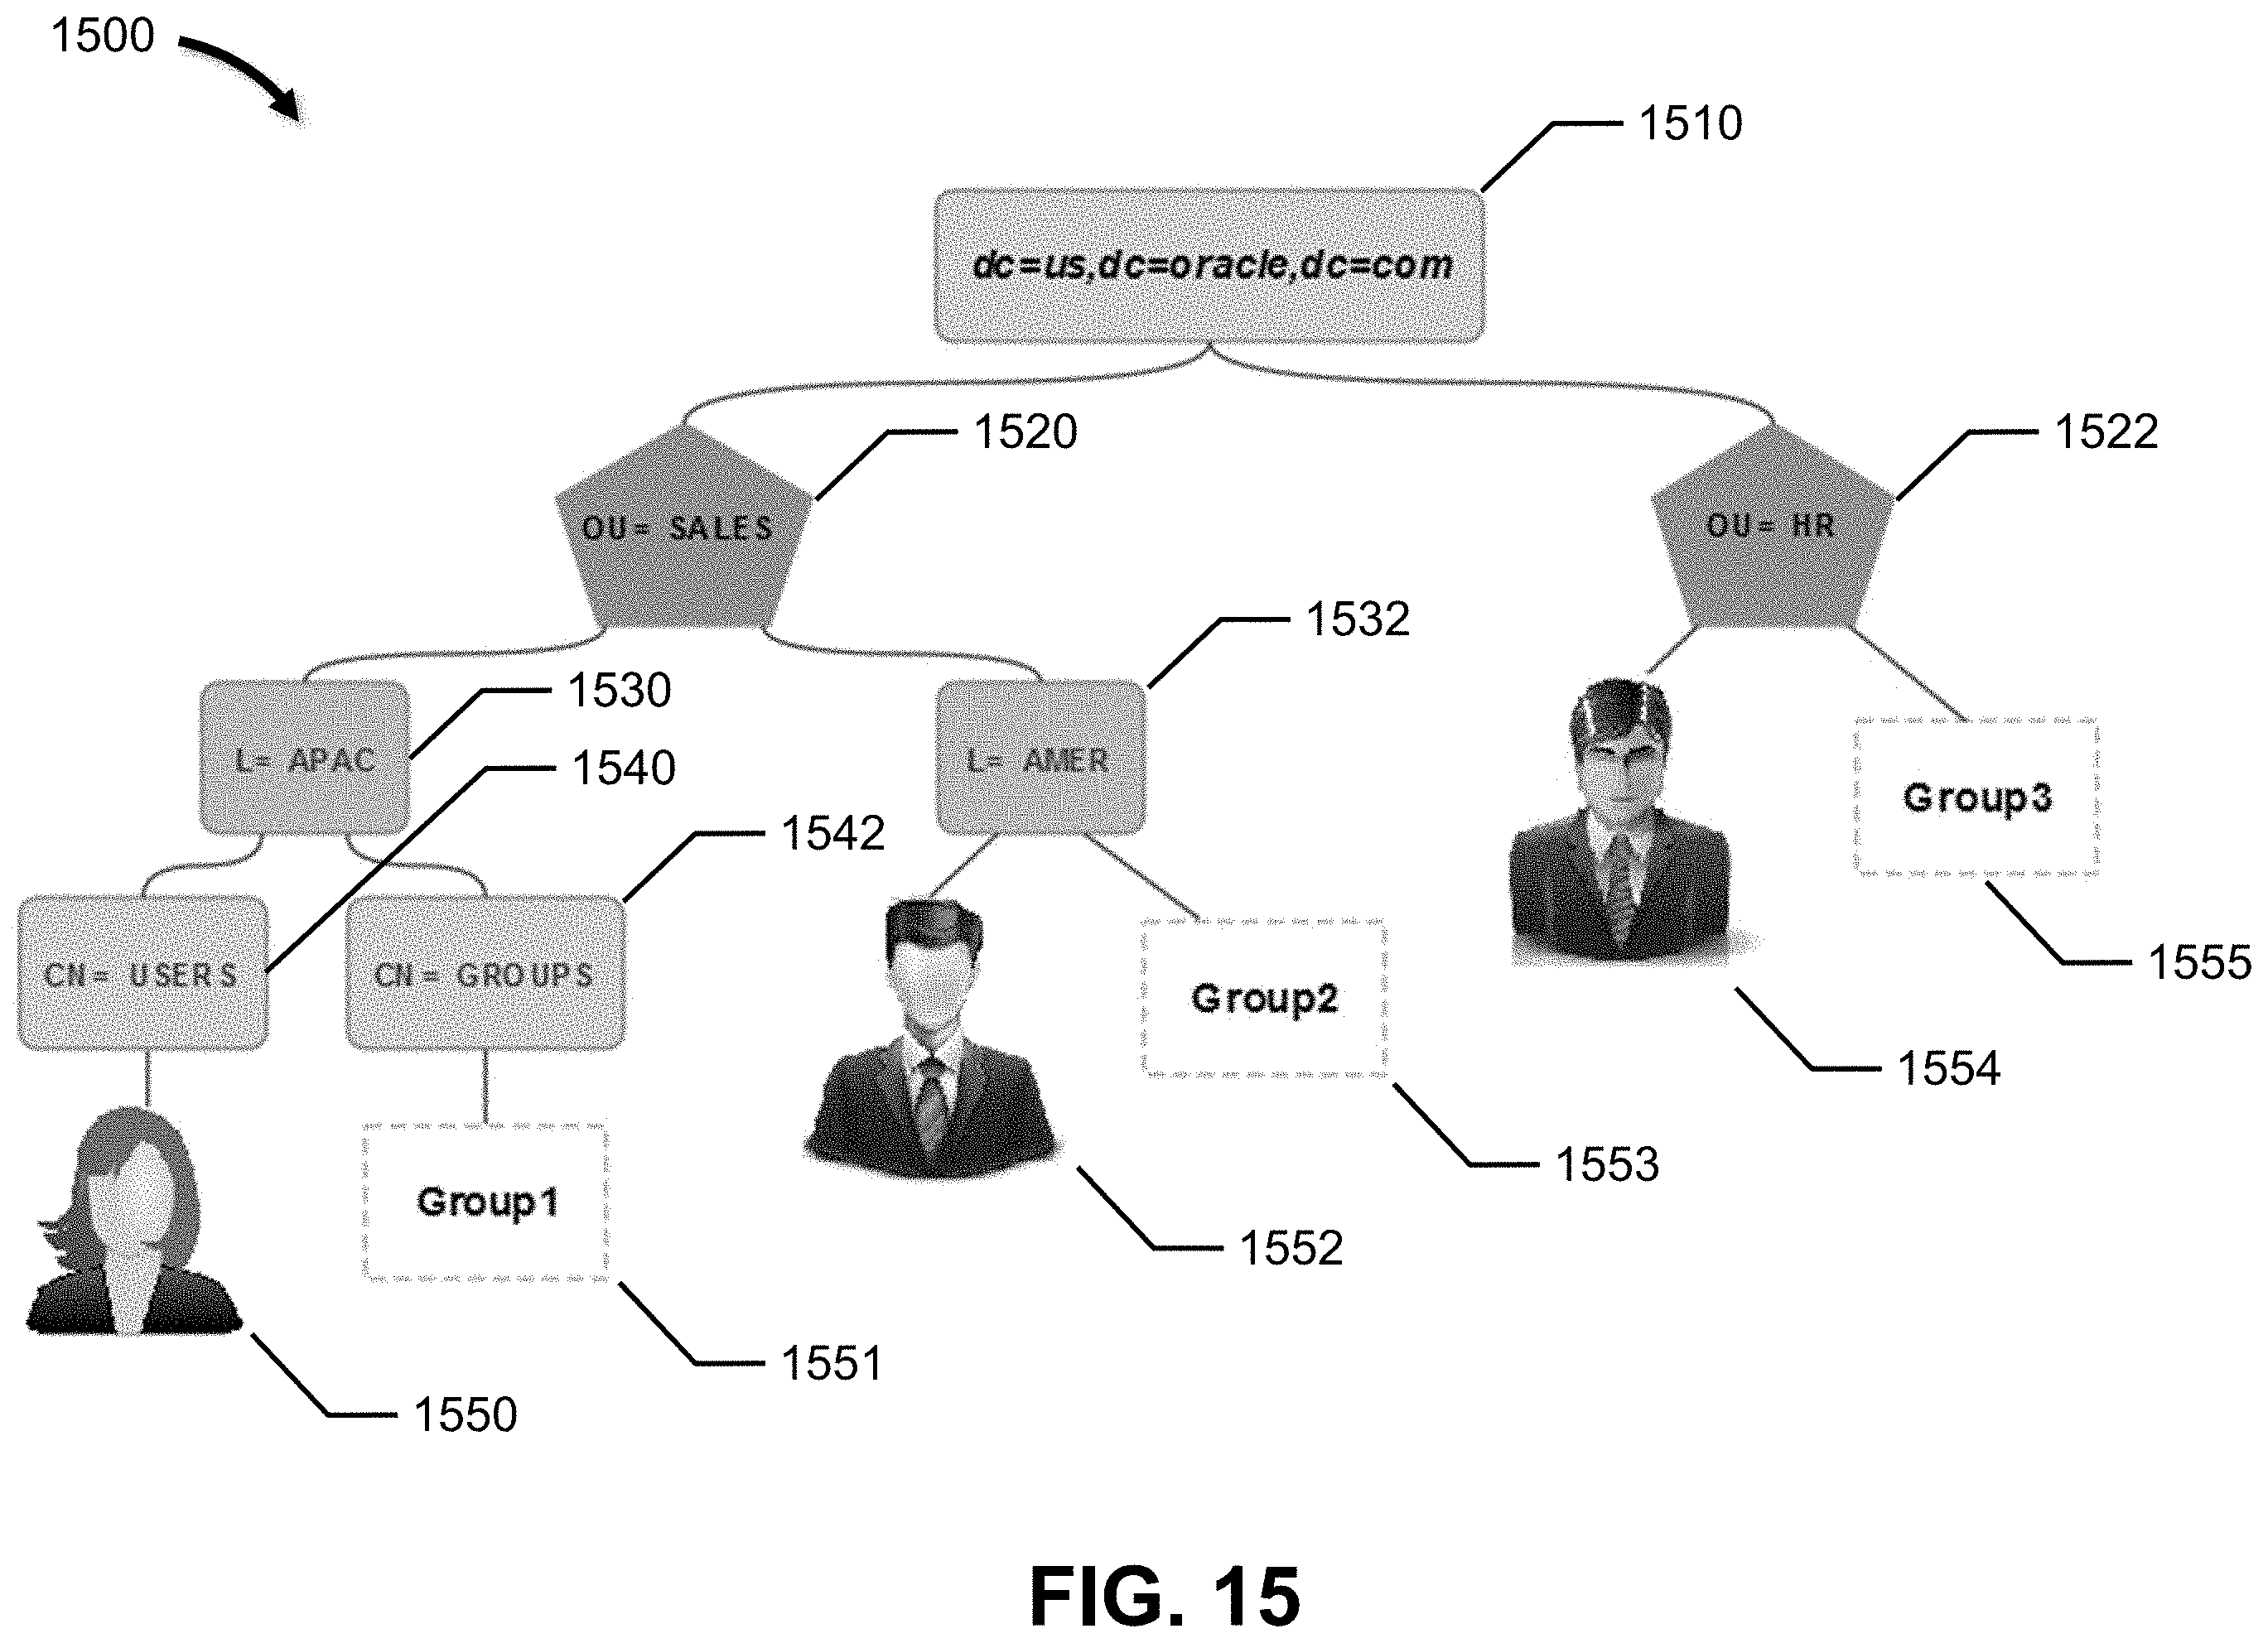 1500
1510
dc=us,dc=oracle,dc=com
1520
1522
OU= SALES
OU= HR
1532
1530
L= APAC
1540
L= AMER
Group3
1542
1555
CN= USERS
CN= GROUPS
Group2
1554
1553
Group1
1552
1551
1550
FIG. 15